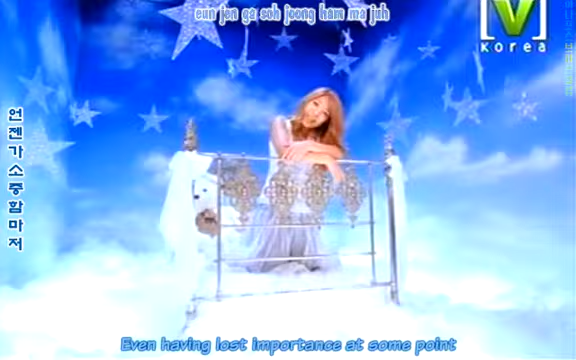 eun jen ga soh joong ham ma juh
V
Korea
언젠가소중함마저
Even having lost importance at some point